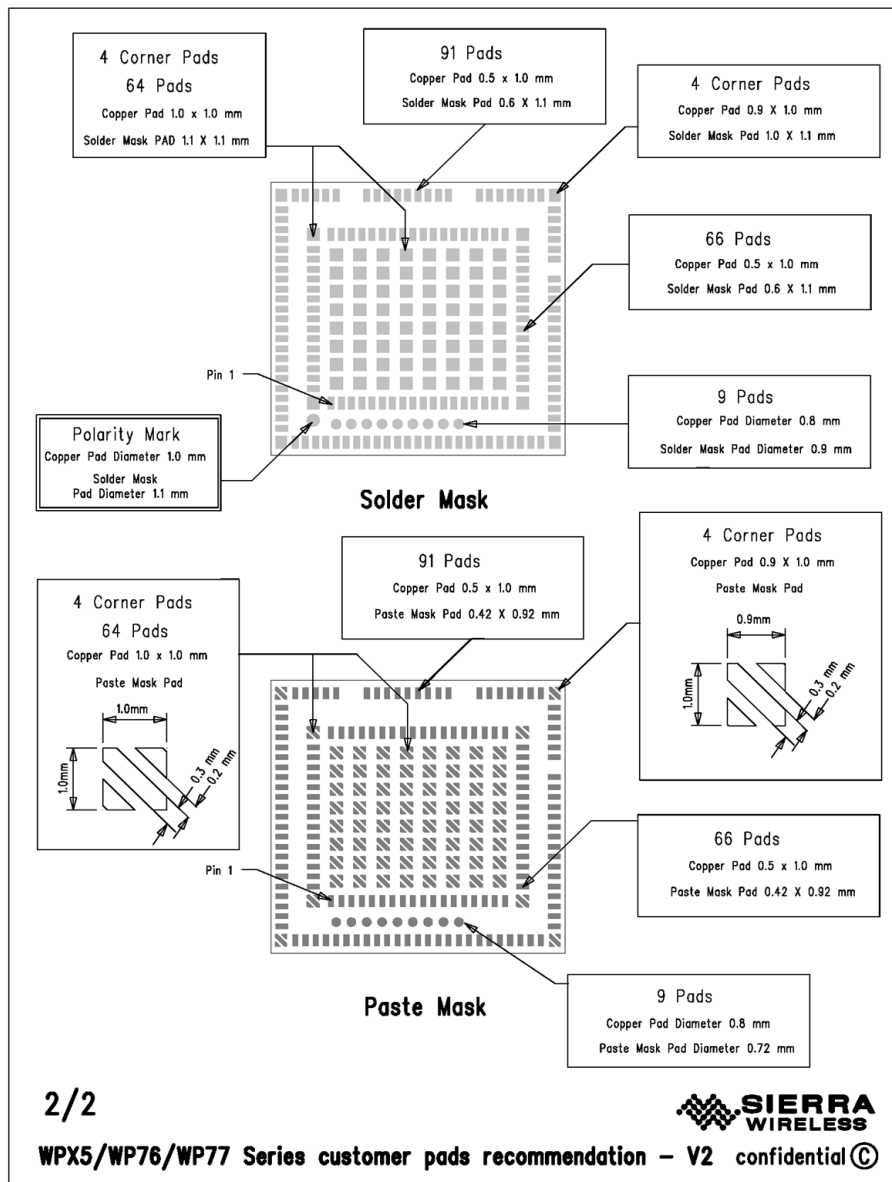 4 Corner Pads
64 Pads
Copper Pad 1.0 x 1.0 mm
Solder Mask PAD 1.1 X 1.1 mm
91 Pads
Copper Pad 0.5 x 1.0 mm
Solder Mask Pad 0.6 X 1.1 mm
4 Corner Pads
Copper Pad 0.9 X 1.0 mm
Solder Mask Pad 1.0 X 1.1 mm
66 Pads
Copper Pad 0.5 x 1.0 mm
Solder Mask Pad 0.6 X 1.1 mm
Pin 1
9 Pads
Copper Pad Diameter 0.8 mm
Solder Mask Pad Diameter 0.9 mm
Polarity Mark
Copper Pad Diameter 1.0 mm
Solder Mask
Pad Diameter 1.1 mm
Solder Mask
4 Corner Pads
64 Pads
Copper Pad 1.0 x 1.0 mm
Paste Mask Pad
1.0mm
1.0mm
0.3 mm
0.2 mm
91 Pads
Copper Pad 0.5 x 1.0 mm
Paste Mask Pad 0.42 X 0.92 mm
4 Corner Pads
Copper Pad 0.9 X 1.0 mm
Paste Mask Pad
0.9mm
1.0mm
0.3 mm
0.2 mm
66 Pads
Copper Pad 0.5 x 1.0 mm
Paste Mask Pad 0.42 X 0.92 mm
Pin 1
9 Pads
Copper Pad Diameter 0.8 mm
Paste Mask Pad Diameter 0.72 mm
Paste Mask
2/2
SIERRA
WIRELESS
WPX5/WP76/WP77 Series customer pads recommendation - V2 confidential ©